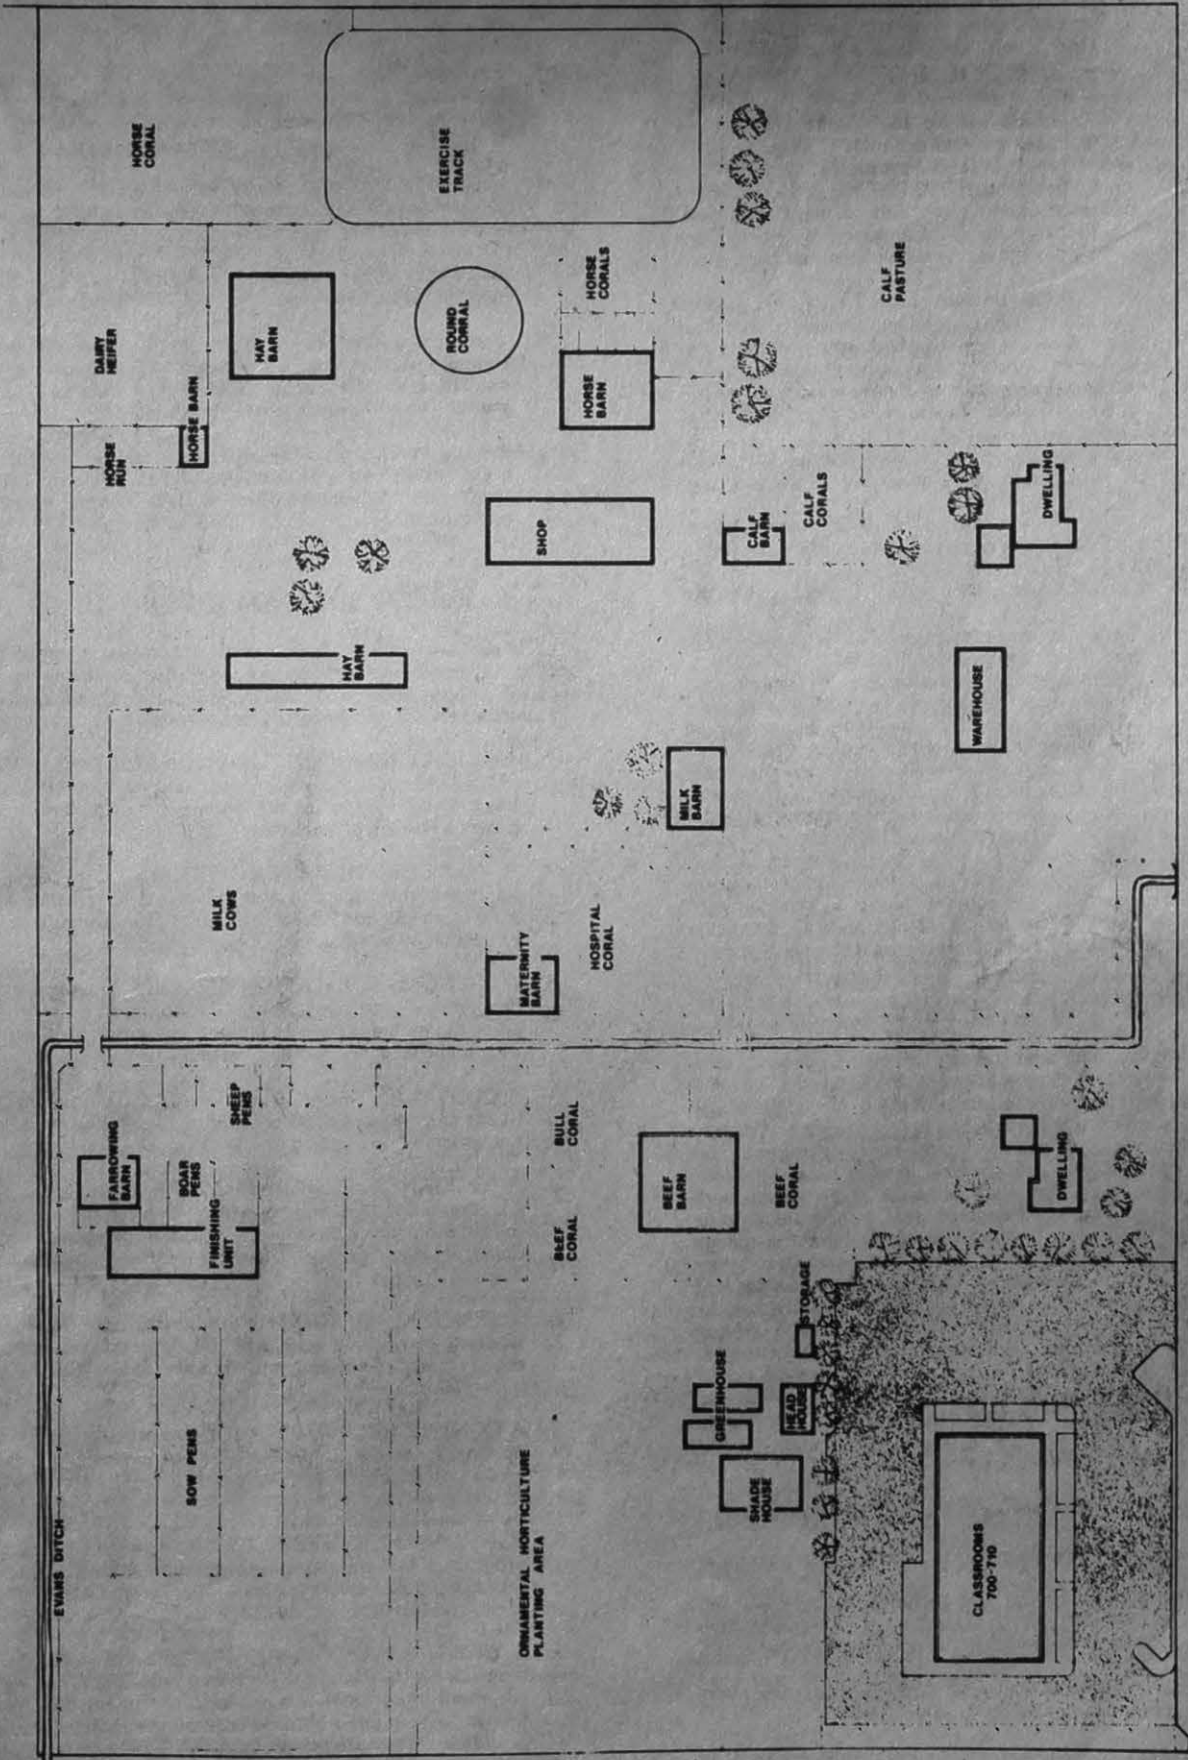 EVANS DITCH
SOW PENS
FARROWING
BARN
BOAR
PENS
FINISHING
UNIT
SHEEP
PENS
ORNAMENTAL HORTICULTURE
PLANTING AREA
BEEF
CORAL
BULL
CORAL
BEEF
BARN
BEEF
CORAL
SHADE
HOUSE
GREENHOUSE
HEAD
HOUSE
STORAGE
CLASSROOMS
700-710
DWELLING
MILK
COWS
MATERNITY
BARN
HOSPITAL
CORAL
MILK
BARN
WAREHOUSE
HAY
BARN
SHOP
CALF
BARN
CALF
CORALS
DWELLING
HORSE
RUN
HORSE BARN
DAIRY
HEIFER
HAY
BARN
ROUND
CORRAL
HORSE
BARN
HORSE
CORALS
CALF
PASTURE
HORSE
CORAL
EXERCISE
TRACK